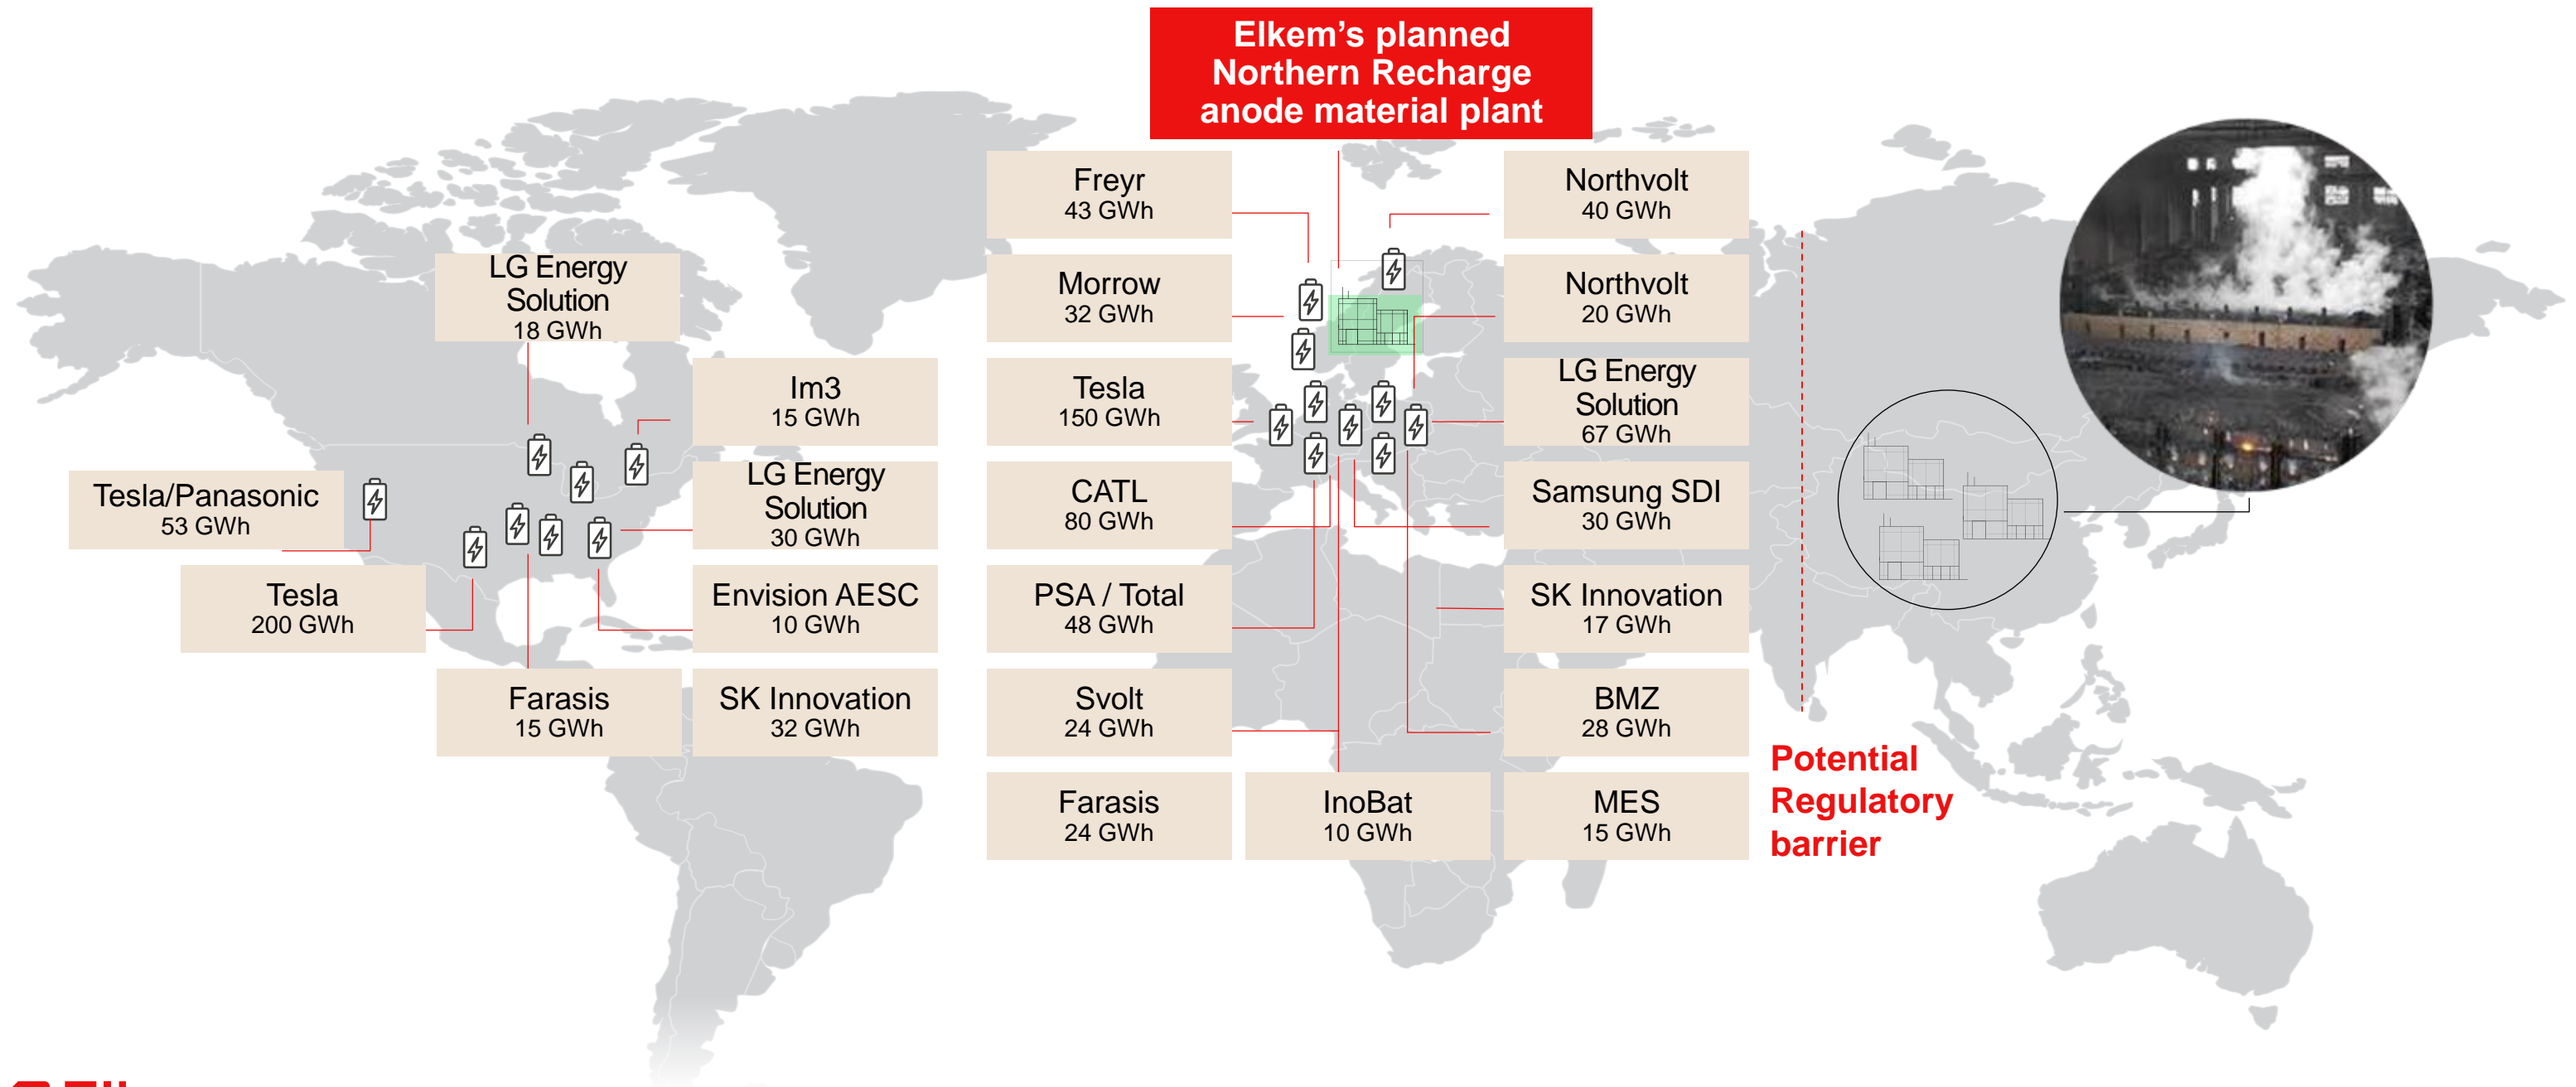 Elkem’s planned
Northern Recharge
anode material plant
Freyr
43 GWh
Northvolt
40 GWh
LG Energy
Solution
18 GWh
Morrow
32 GWh
Northvolt
20 GWh
Im3
15 GWh
Tesla
150 GWh
LG Energy
Solution
67 GWh
Tesla/Panasonic
53 GWh
LG Energy
Solution
30 GWh
CATL
80 GWh
Samsung SDI
30 GWh
Tesla
200 GWh
Envision AESC
10 GWh
PSA / Total
48 GWh
SK Innovation
17 GWh
Farasis
15 GWh
SK Innovation
32 GWh
Svolt
24 GWh
BMZ
28 GWh
Farasis
24 GWh
InoBat
10 GWh
MES
15 GWh
Potential
Regulatory
barrier